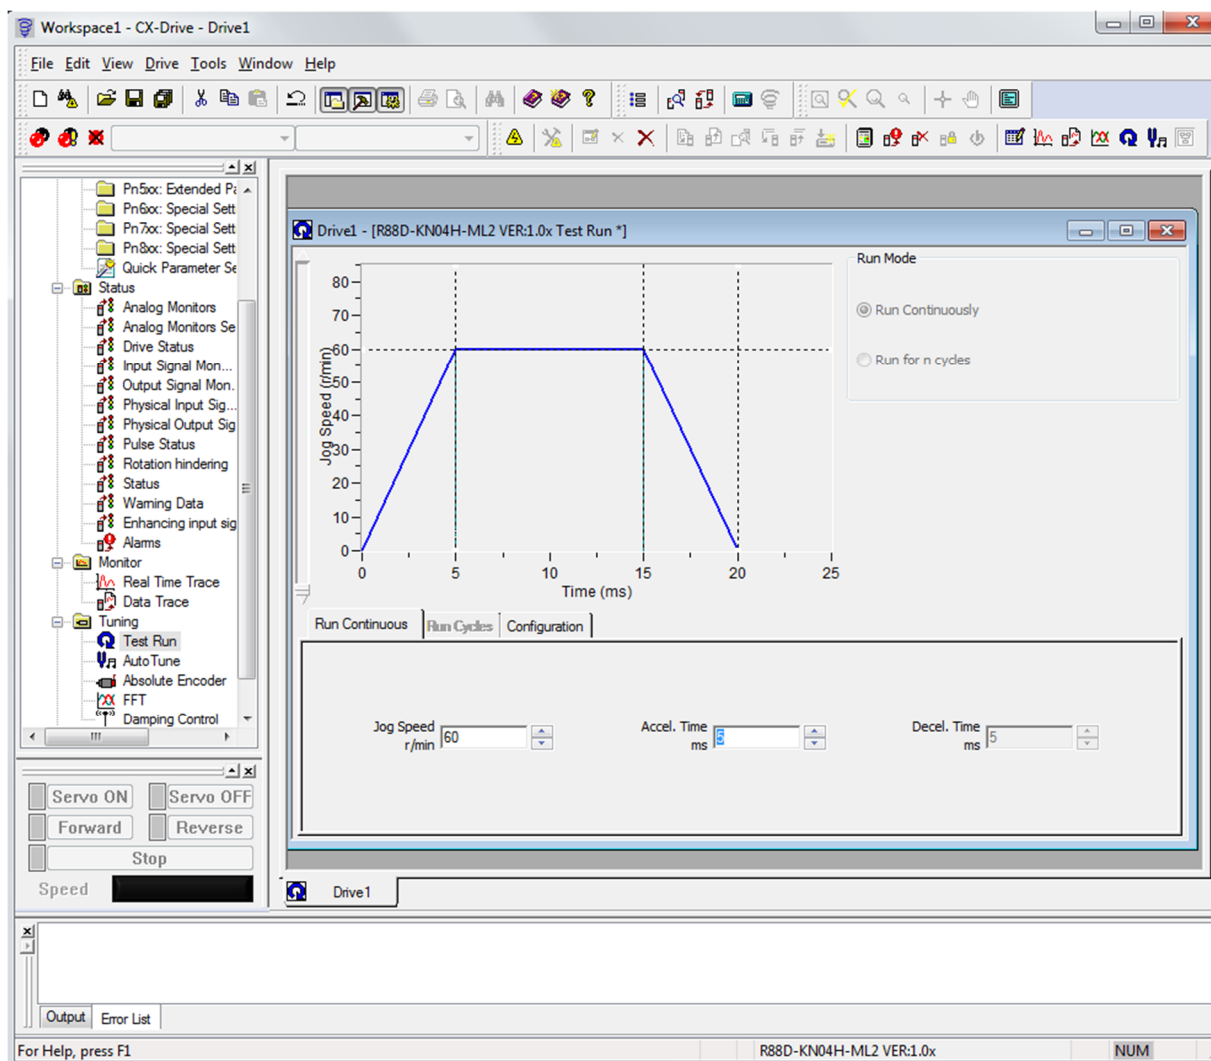 Workspace1 - CX-Drive - Drive1
File Edit View Drive Tools Window Help
Pn5xx: Extended Pa
Pn6xx: Special Sett
Pn7xx: Special Sett
Pn8xx: Special Sett
Quick Parameter Se
Status
Analog Monitors
Analog Monitors Se
Drive Status
Input Signal Mon...
Output Signal Mon.
Physical Input Sig...
Physical Output Sig
Pulse Status
Rotation hindering
Status
Warning Data
Enhancing input sig
Alarms
Monitor
Real Time Trace
Data Trace
Tuning
Test Run
AutoTune
Absolute Encoder
FFT
Damping Control
Servo ON Servo OFF
Forward Reverse
Stop
Speed
Drive1 - [R88D-KN04H-ML2 VER:1.0x Test Run *]
Jog Speed (r/min)
80
70
60
50
40
30
20
10
0
0 5 10 15 20 25
Time (ms)
Run Mode
Run Continuously
Run for n cycles
Run Continuous Run Cycles Configuration
Jog Speed
r/min 60
Accel. Time
ms 5
Decel. Time
ms 5
Drive1
Output Error List
For Help, press F1 R88D-KN04H-ML2 VER:1.0x NUM